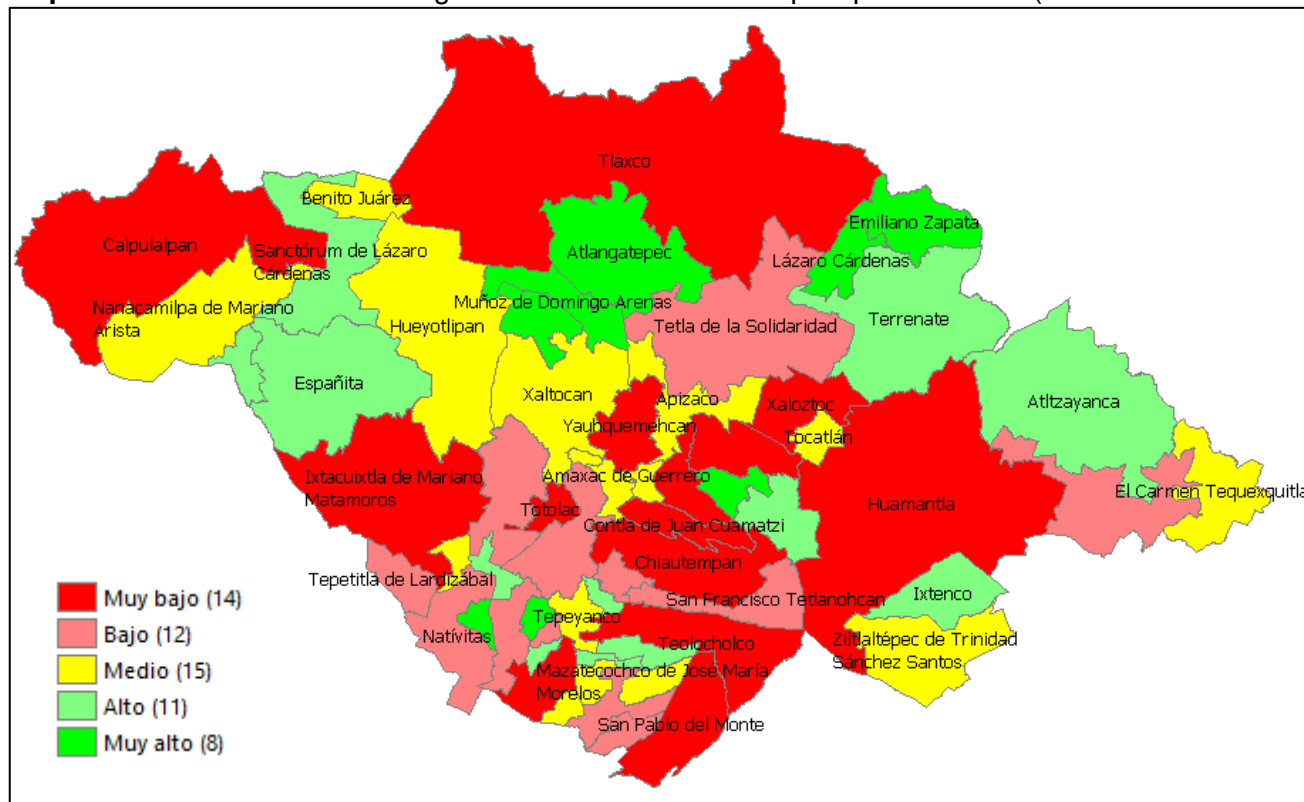 Tlaxco
Benito Juárez
Emiliano Zapata
Calpulalpan
Sanctórum de Lázaro
Cárdenas
Atlangatepec
Lázaro Cárdenas
Nanacamilpa de Mariano
Arista
Muñoz de Domingo Arenas
Hueyotlipan
Tetla de la Solidaridad
Terrenate
Españita
Xaltocan
Apizaco
Xaloztoc
Atltzayanca
Yauhquemehcan
Tocatlán
Ixtacuixtla de Mariano
Matamoros
Amaxac de Guerrero
Totolac
Huamantla
El Carmen Tequexquitla
Contla de Juan Cuamatzi
Chiautempan
Tepetitla de Lardizábal
San Francisco Tetlanohcan
Ixtenco
Nativitas
Tepeyanco
Teolocholco
Ziltlaltépec de Trinidad
Sánchez Santos
Mazatecochco de José María
Morelos
San Pablo del Monte
Muy bajo (14)
Bajo (12)
Medio (15)
Alto (11)
Muy alto (8)